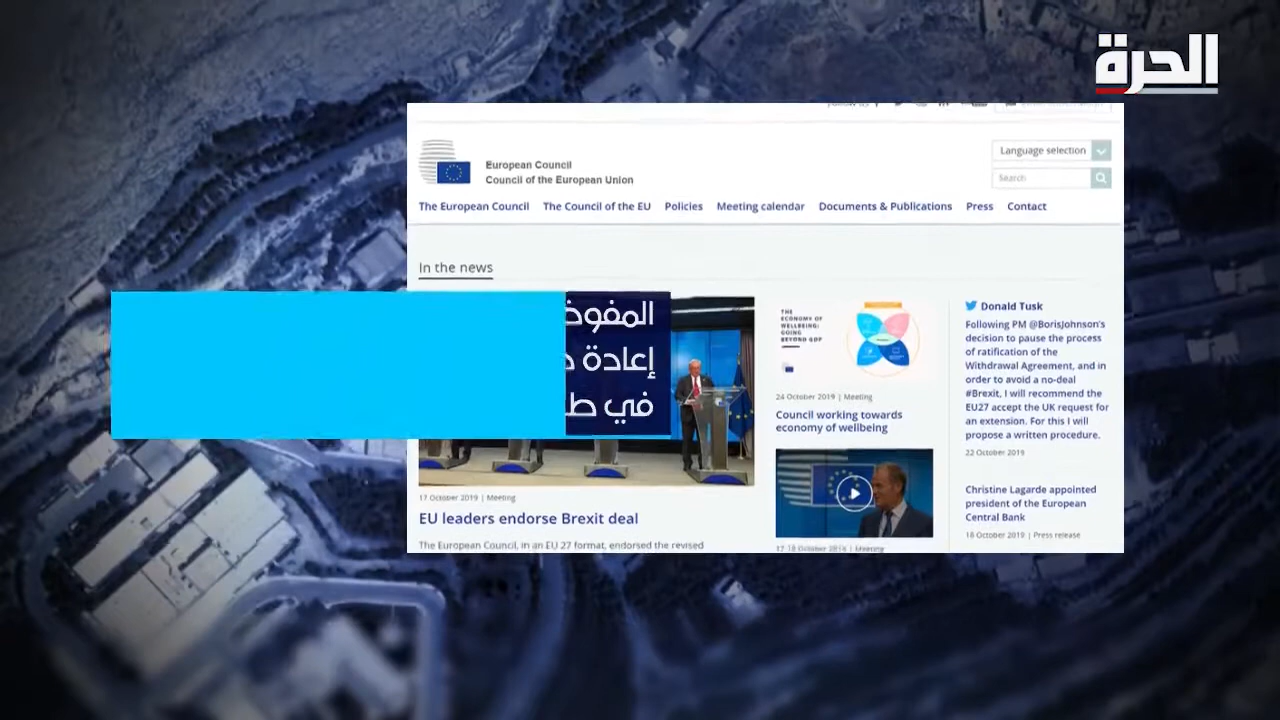 الحرة
European Council
Council of the European Union
Language selection
Search
The European Council The Council of the EU Policies Meeting calendar Documents & Publications Press Contact
In the news
إعادة
في
17 October 2019 | Meeting
EU leaders endorse Brexit deal
The European Council, in an EU 27 format, endorsed the revised
THE
ECONOMY OF
WELLBEING:
GOING
BEYOND GDP
24 October 2019 | Meeting
Council working towards
economy of wellbeing
17-18 October 2019 | Meeting
Donald Tusk
Following PM @BorisJohnson's
decision to pause the process
of ratification of the
Withdrawal Agreement, and in
order to avoid a no-deal
#Brexit, I will recommend the
EU27 accept the UK request for
an extension. For this I will
propose a written procedure.
22 October 2019
Christine Lagarde appointed
president of the European
Central Bank
18 October 2019 | Press release